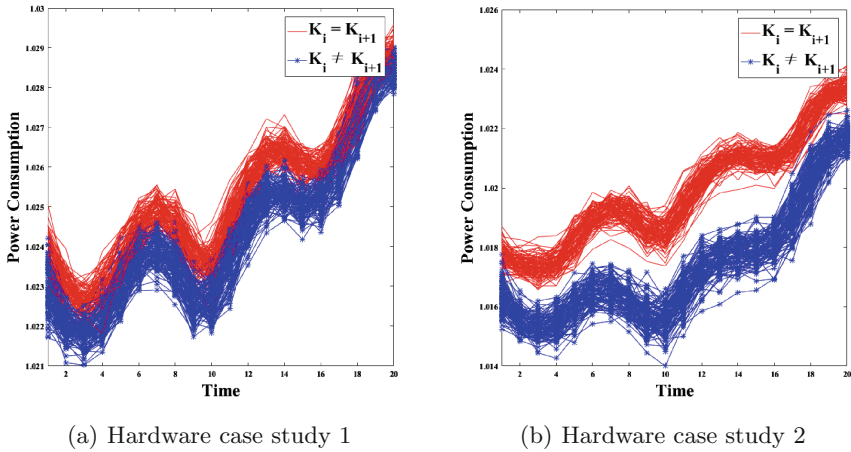 1.03
1.029
1.028
1.027
1.026
1.025
1.024
1.023
1.022
1.021
2 4 6 8 10 12 14 16 18 20
Power Consumption
Time
K_i = K_{i+1}
K_i ≠ K_{i+1}
(a) Hardware case study 1
1.026
1.024
1.022
1.02
1.018
1.016
1.014
2 4 6 8 10 12 14 16 18 20
Power Consumption
Time
K_i = K_{i+1}
K_i ≠ K_{i+1}
(b) Hardware case study 2